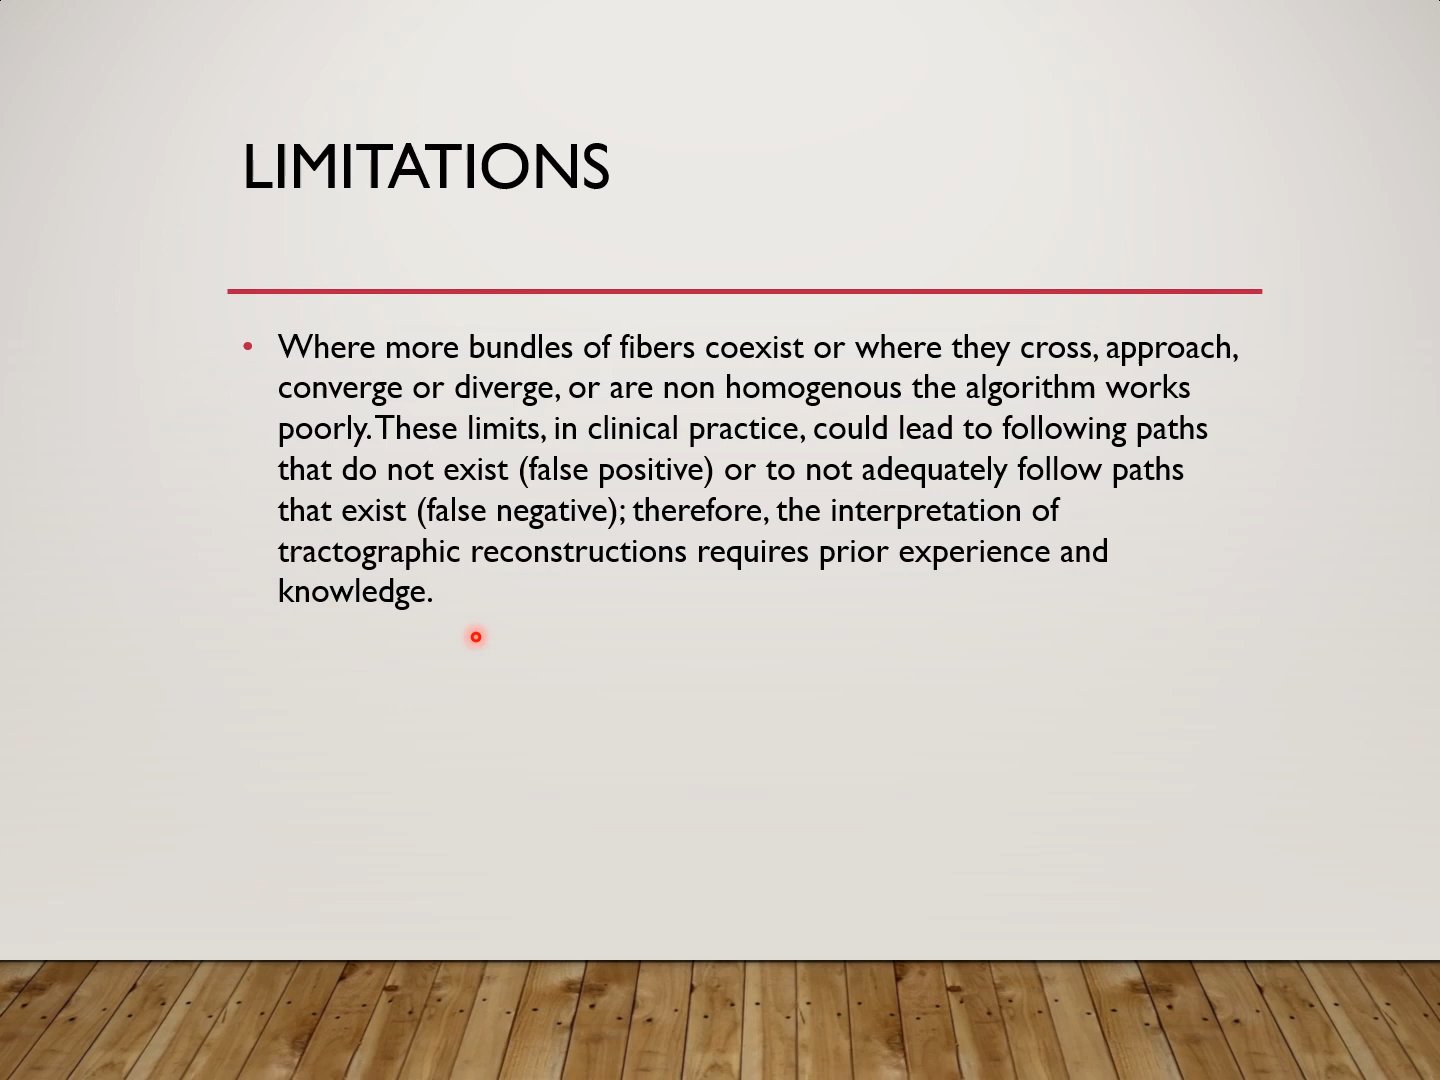 LIMITATIONS
• Where more bundles of fibers coexist or where they cross, approach,
converge or diverge, or are non homogenous the algorithm works
poorly. These limits, in clinical practice, could lead to following paths
that do not exist (false positive) or to not adequately follow paths
that exist (false negative); therefore, the interpretation of
tractographic reconstructions requires prior experience and
knowledge.